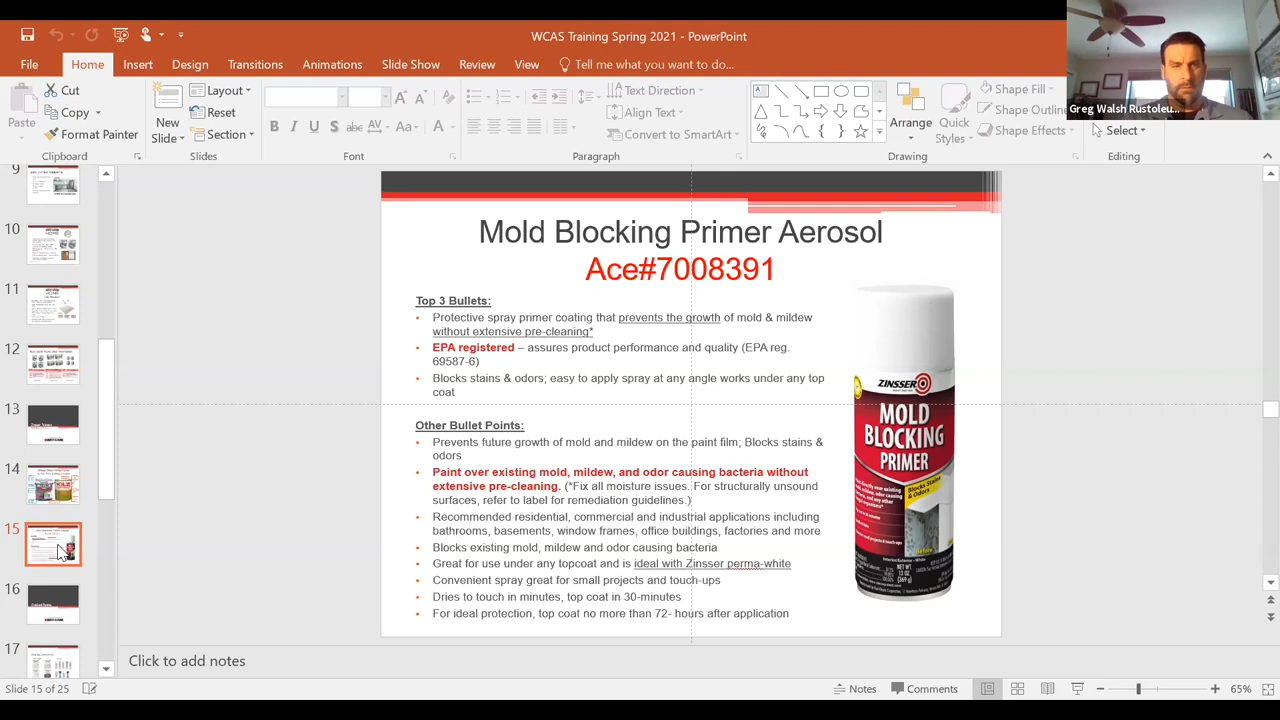 WCAS Training Spring 2021 - PowerPoint
File Home Insert Design Transitions Animations Slide Show Review View Tell me what you want to do...
Greg Walsh Rustoleu...
Paste
Cut
Copy
Format Painter
Clipboard
New
Slide
Layout
Reset
Section
Slides
Font
Text Direction
Align Text
Convert to SmartArt
Paragraph
Arrange
Quick
Styles
Shape Fill
Shape Outline
Shape Effects
Drawing
Select
Editing
9
10
11
12
13
14
15
16
17
Mold Blocking Primer Aerosol
Ace#7008391
Top 3 Bullets:
• Protective spray primer coating that prevents the growth of mold & mildew
without extensive pre-cleaning*
• EPA registered – assures product performance and quality (EPA reg.
69587-6)
• Blocks stains & odors; easy to apply spray at any angle works under any top
coat
Other Bullet Points:
• Prevents future growth of mold and mildew on the paint film; Blocks stains &
odors
• Paint over existing mold, mildew, and odor causing bacteria without
extensive pre-cleaning. (*Fix all moisture issues. For structurally unsound
surfaces, refer to label for remediation guidelines.)
• Recommended residential, commercial and industrial applications including
bathrooms, basements, window frames, office buildings, factories and more
• Blocks existing mold, mildew and odor causing bacteria
• Great for use under any topcoat and is ideal with Zinsser perma-white
• Convenient spray great for small projects and touch-ups
• Dries to touch in minutes, top coat in 30-minutes
• For ideal protection, top coat no more than 72- hours after application
ZINSSER
MOLD
BLOCKING
PRIMER
Blocks Stains
& Odors
Click to add notes
Slide 15 of 25
Notes
Comments
65%